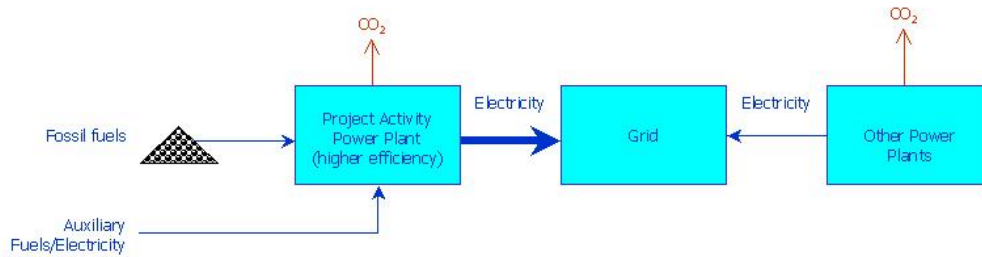 CO2
CO2
Electricity
Electricity
Fossil fuels
Project Activity
Power Plant
(higher efficiency)
Grid
Other Power
Plants
Auxiliary
Fuels/Electricity